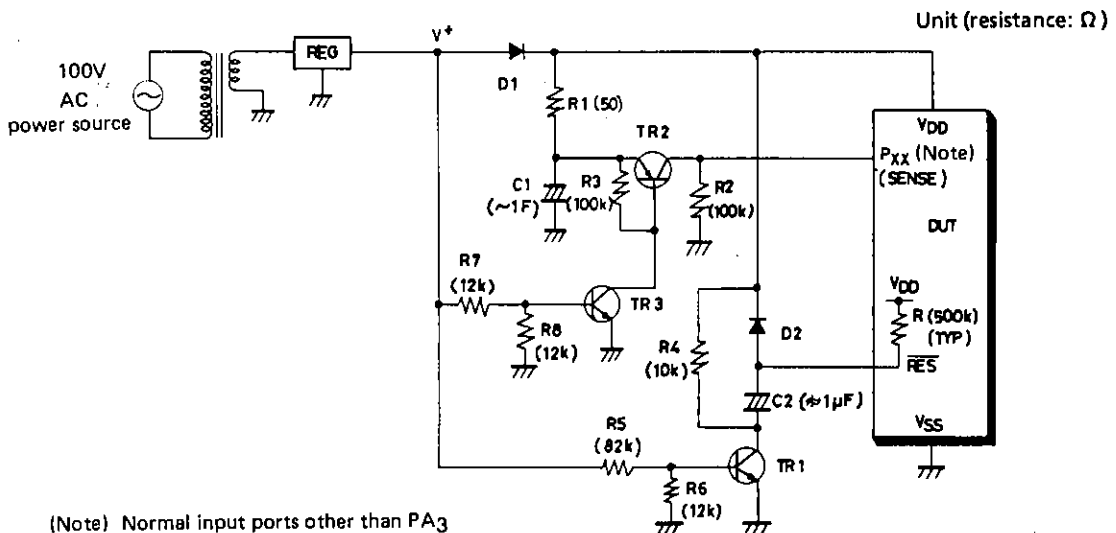 Unit (resistance: Ω)
100V
AC
power source
REG
V+
D1
R1 (50)
TR2
C1
(~1F)
R3
(100k)
R2
(100k)
VDD
PXX (Note)
(SENSE)
DUT
VDD
R (500k)
(TYP)
RES
VSS
R7
(12k)
R8
(12k)
TR3
R4
(10k)
D2
C2 (≈1μF)
R5
(82k)
R6
(12k)
TR1
(Note) Normal input ports other than PA3